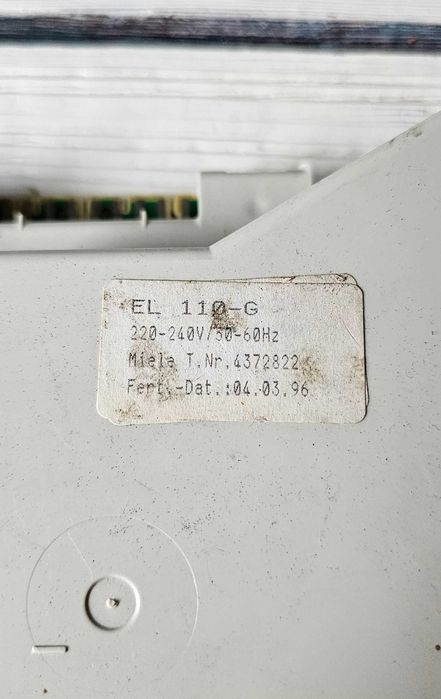 EL 110-G
220-240V/50-60Hz
Miele T.Nr.4372822
Fert.-Dat.:04.03.96